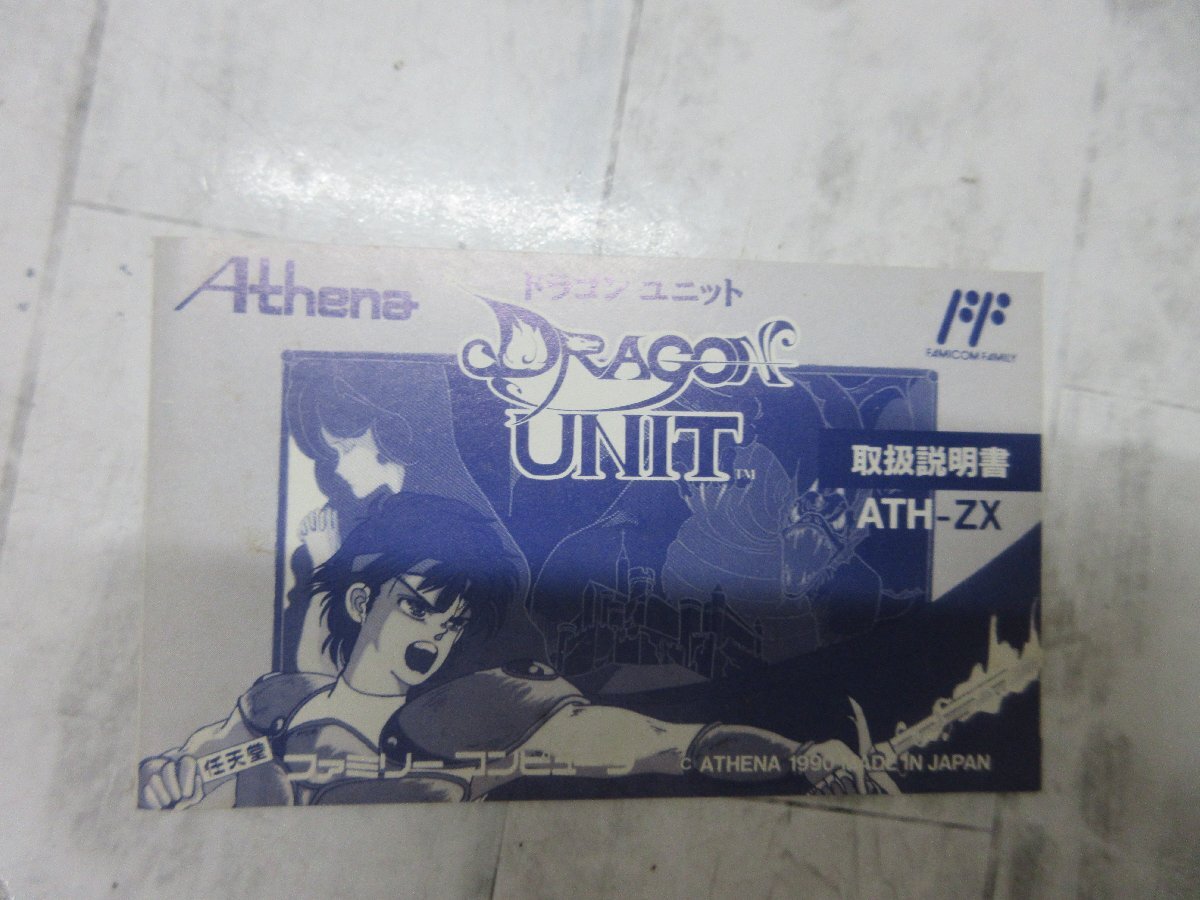 Athena
ドラゴン ユニット
FAMICOM FAMILY
DRAGON
UNIT™
取扱説明書
ATH-ZX
任天堂 ファミリー コンピュータ
© ATHENA 1990 MADE IN JAPAN